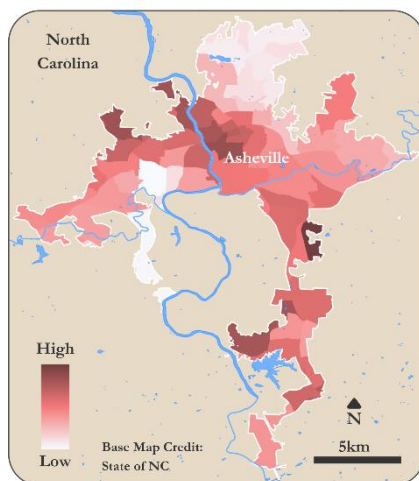 North
Carolina
Asheville
High
Low
Base Map Credit:
State of NC
N
5km